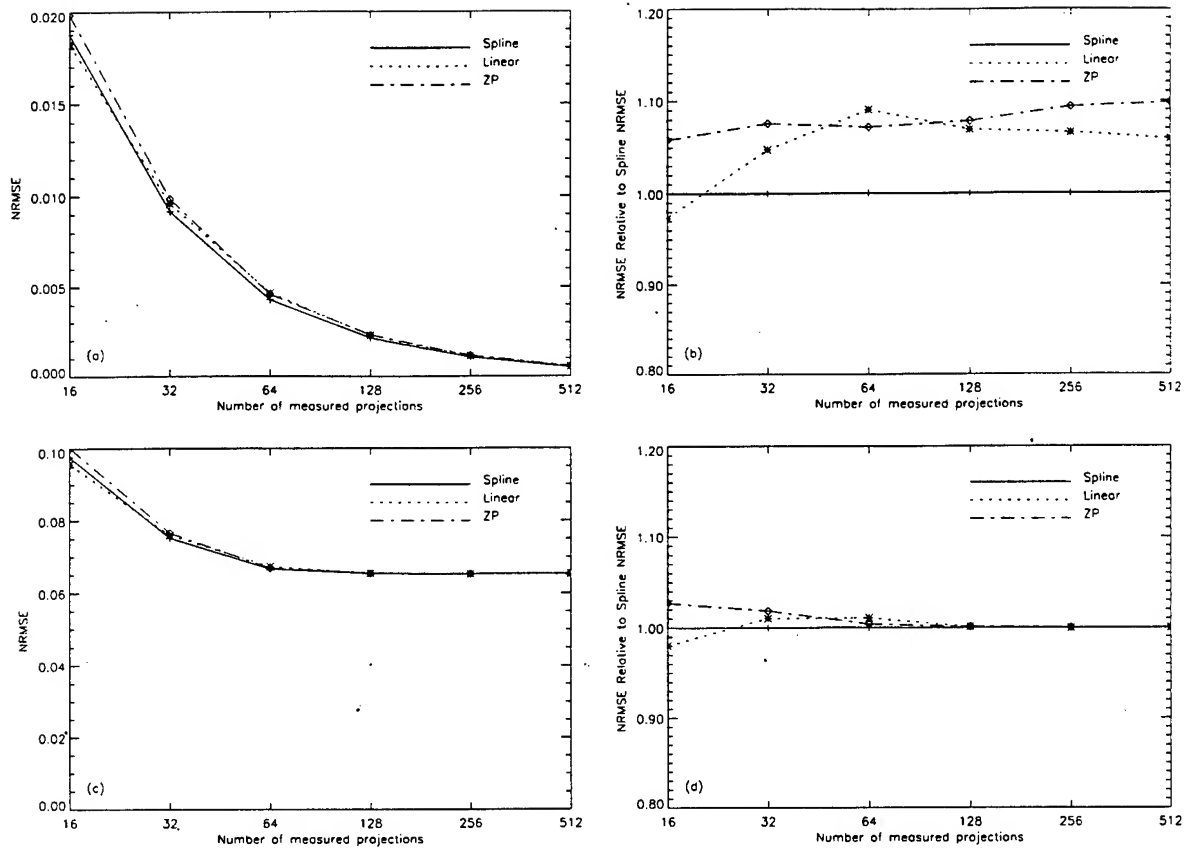 0.020
0.015
0.010
0.005
0.000
NRMSE
Spline
Linear
ZP
(a)
16 32 64 128 256 512
Number of measured projections
1.20
1.10
1.00
0.90
0.80
NRMSE Relative to Spline NRMSE
Spline
Linear
ZP
(b)
16 32 64 128 256 512
Number of measured projections
0.10
0.08
0.06
0.04
0.02
0.00
NRMSE
Spline
Linear
ZP
(c)
16 32 64 128 256 512
Number of measured projections
1.20
1.10
1.00
0.90
0.80
NRMSE Relative to Spline NRMSE
Spline
Linear
ZP
(d)
16 32 64 128 256 512
Number of measured projections